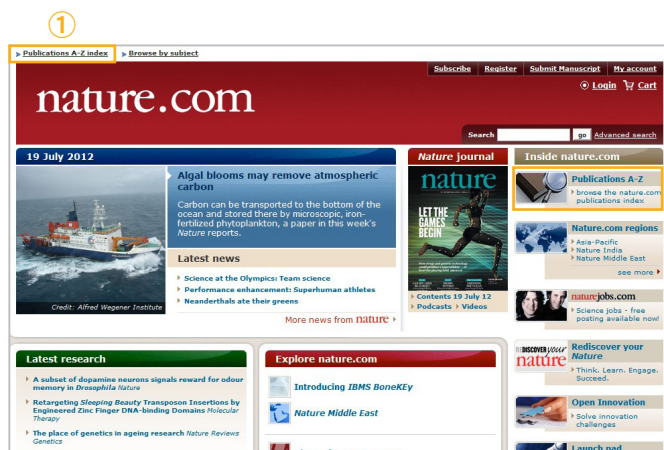 ①
Publications A-Z index
Browse by subject
Subscribe Register Submit Manuscript My account
nature.com
Login Cart
Search go Advanced search
19 July 2012
Algal blooms may remove atmospheric
carbon
Carbon can be transported to the bottom of the
ocean and stored there by microscopic, iron-
fertilized phytoplankton, a paper in this week's
Nature reports.
Latest news
Science at the Olympics: Team science
Performance enhancement: Superhuman athletes
Neanderthals ate their greens
Credit: Alfred Wegener Institute
More news from nature
Nature journal
nature
LET THE
GAMES
BEGIN
Contents 19 July 12
Podcasts Videos
Inside nature.com
Publications A-Z
browse the nature.com
publications index
Nature.com regions
Asia-Pacific
Nature India
Nature Middle East
see more
naturejobs.com
Science jobs - free
posting available now!
REDISCOVER YOUR
nature
Rediscover your
Nature
Think. Learn. Engage.
Succeed.
Open Innovation
Solve innovation
challenges
Launch pad
Latest research
A subset of dopamine neurons signals reward for odour
memory in Drosophila Nature
Retargeting Sleeping Beauty Transposon Insertions by
Engineered Zinc Finger DNA-binding Domains Molecular
Therapy
The place of genetics in ageing research Nature Reviews
Genetics
Explore nature.com
Introducing IBMS BoneKEy
Nature Middle East